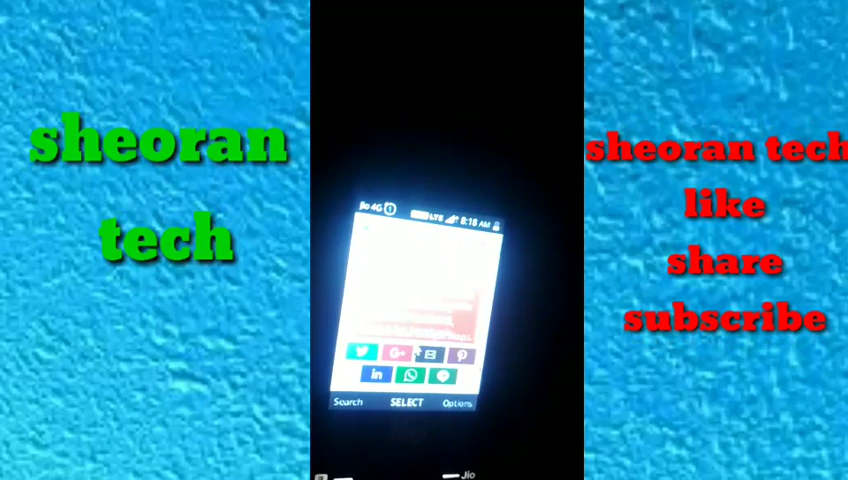 sheoran
tech
Jio 4G
LTE
8:18 AM
G+
in
Search
SELECT
Options
Jio
sheoran tech
like
share
subscribe